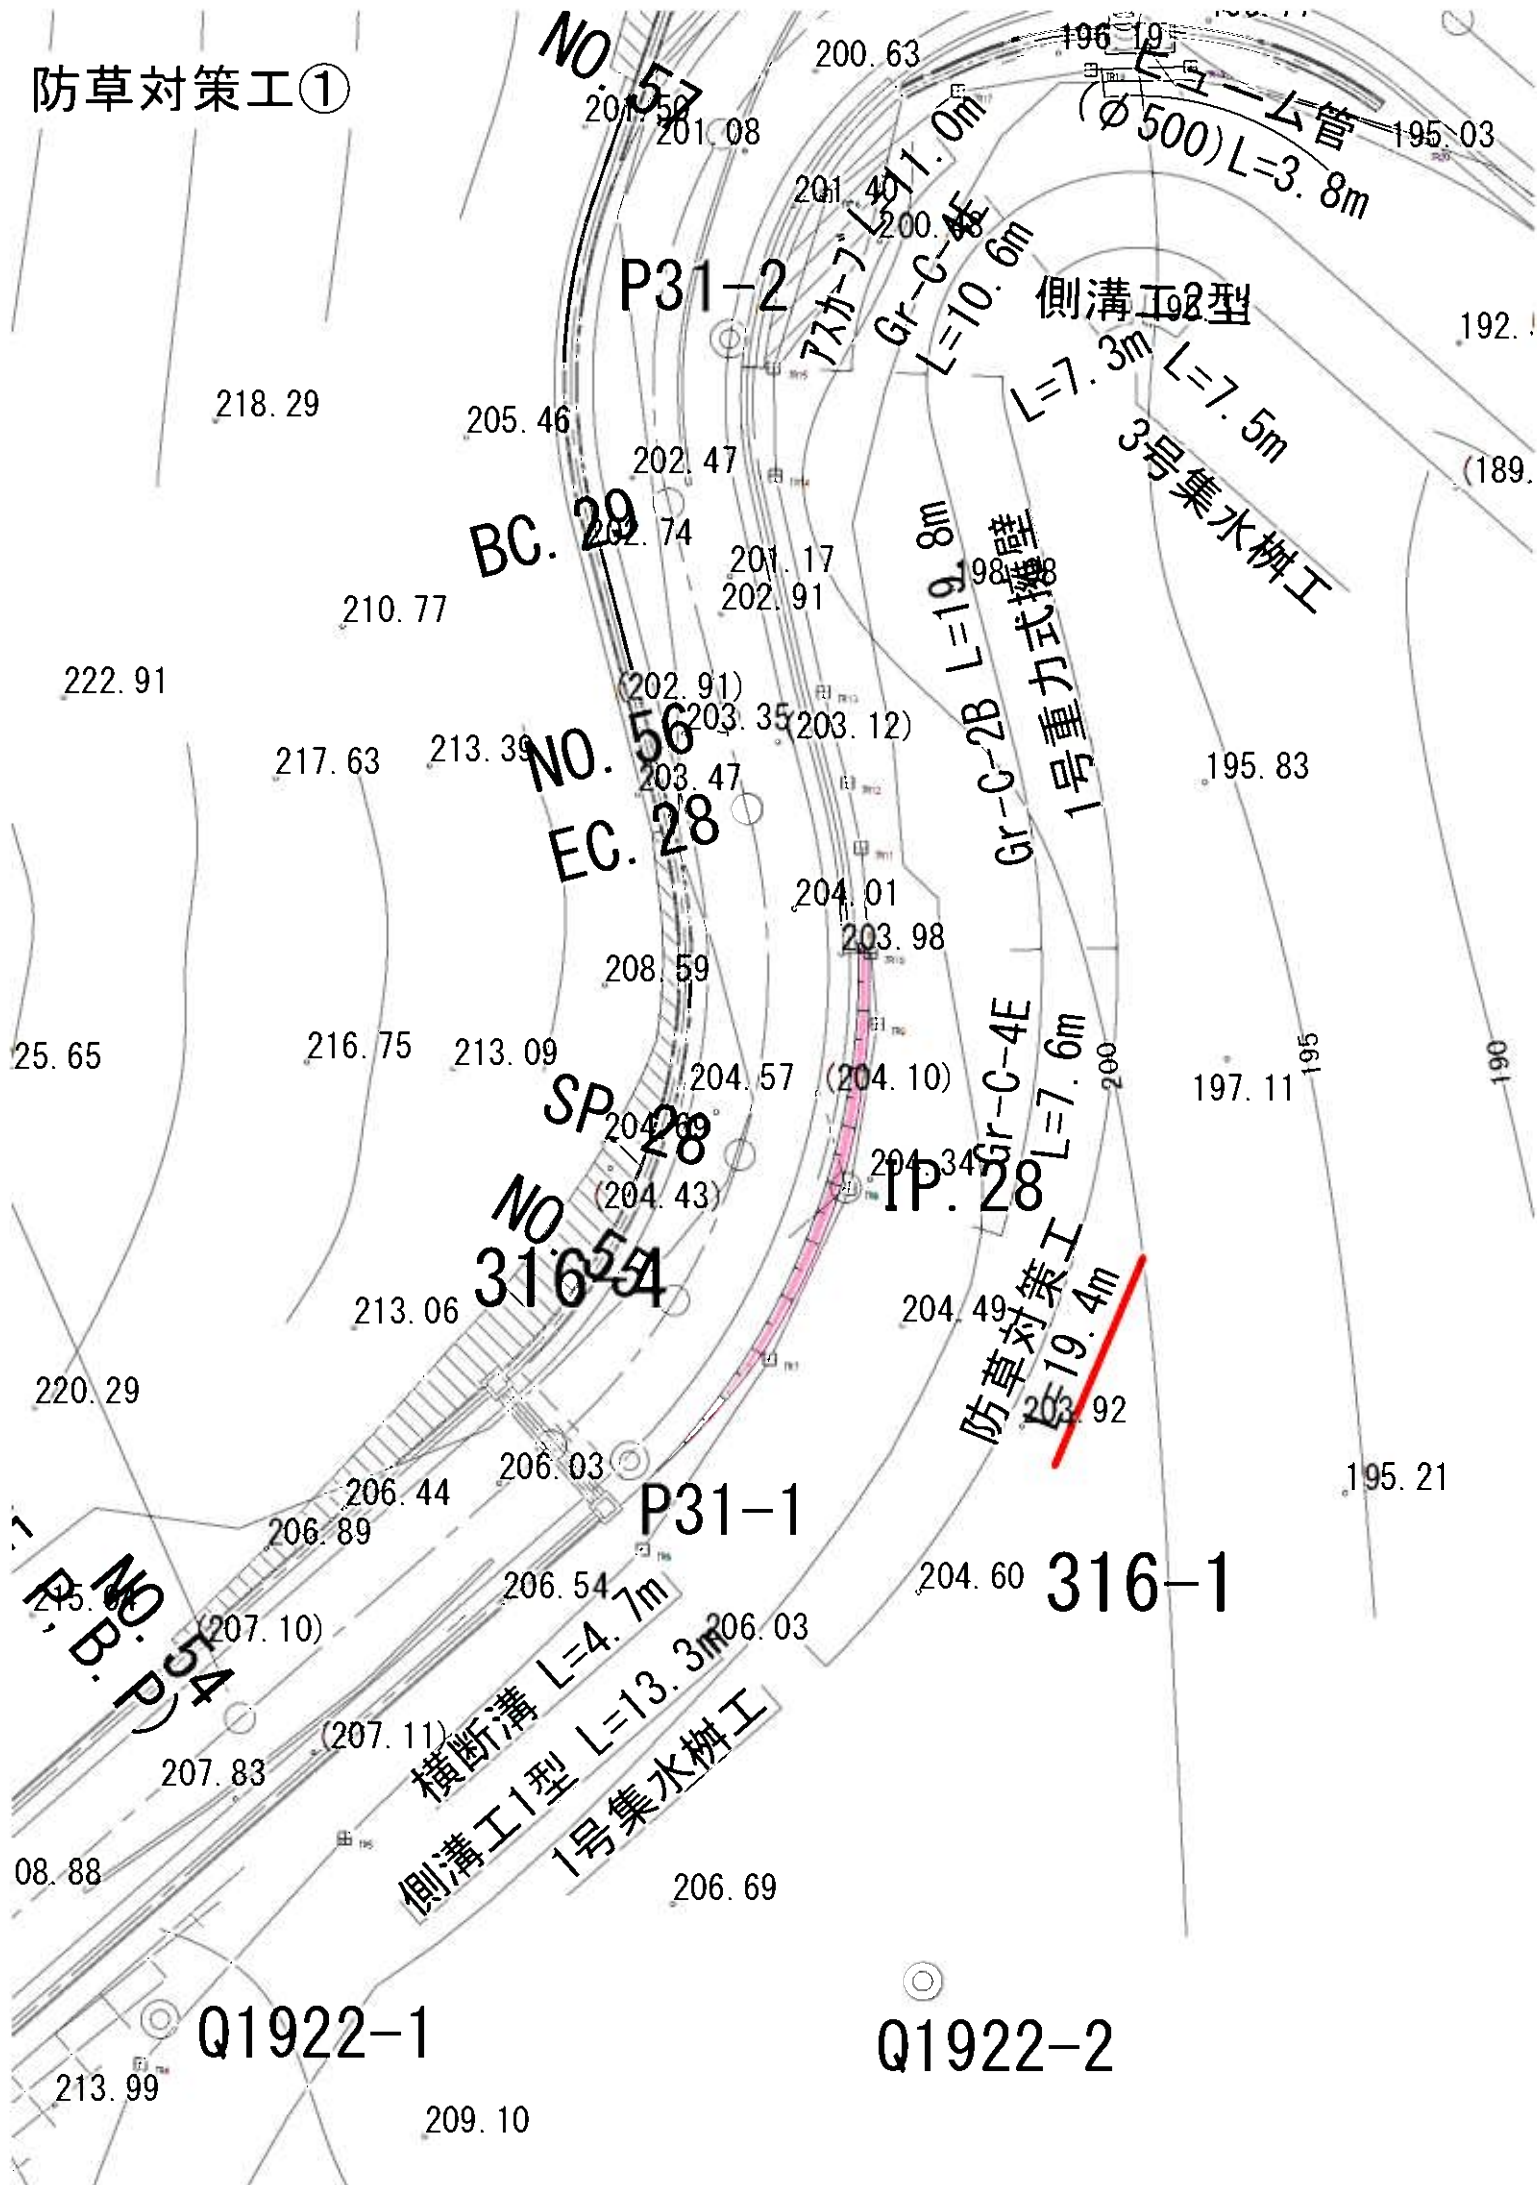 防草対策工①
NO. 57
200.63
196.19
ヒューム管
(φ500)L=3.8m
195.03
201.50
201.08
アスカーブ L=11.0m
201.40
200.48
Gr-C-4E
L=10.6m
P31-2
側溝工2型
L=7.3m L=7.5m
3号集水桝工
218.29
205.46
202.47
BC. 29
202.74
201.17
202.91
Gr-C-2B L=19.8m
1号重力式擁壁
210.77
222.91
(202.91)
203.35
(203.12)
NO. 56
217.63
213.39
203.47
195.83
EC. 28
204.01
203.98
208.59
Gr-C-4E
L=7.6m
200
195
190
25.65
216.75
213.09
204.57
(204.10)
197.11
SP. 28
204.69
204.34
IP. 28
(204.43)
NO. 55
316-4
213.06
204.49
防草対策工
L=19.4m
220.29
203.92
206.03
206.44
195.21
P31-1
206.89
206.54
204.60
316-1
NO. 54
B.P)
(207.10)
206.03
横断溝 L=4.7m
側溝工1型 L=13.3m
1号集水桝工
(207.11)
207.83
08.88
206.69
Q1922-1
Q1922-2
213.99
209.10